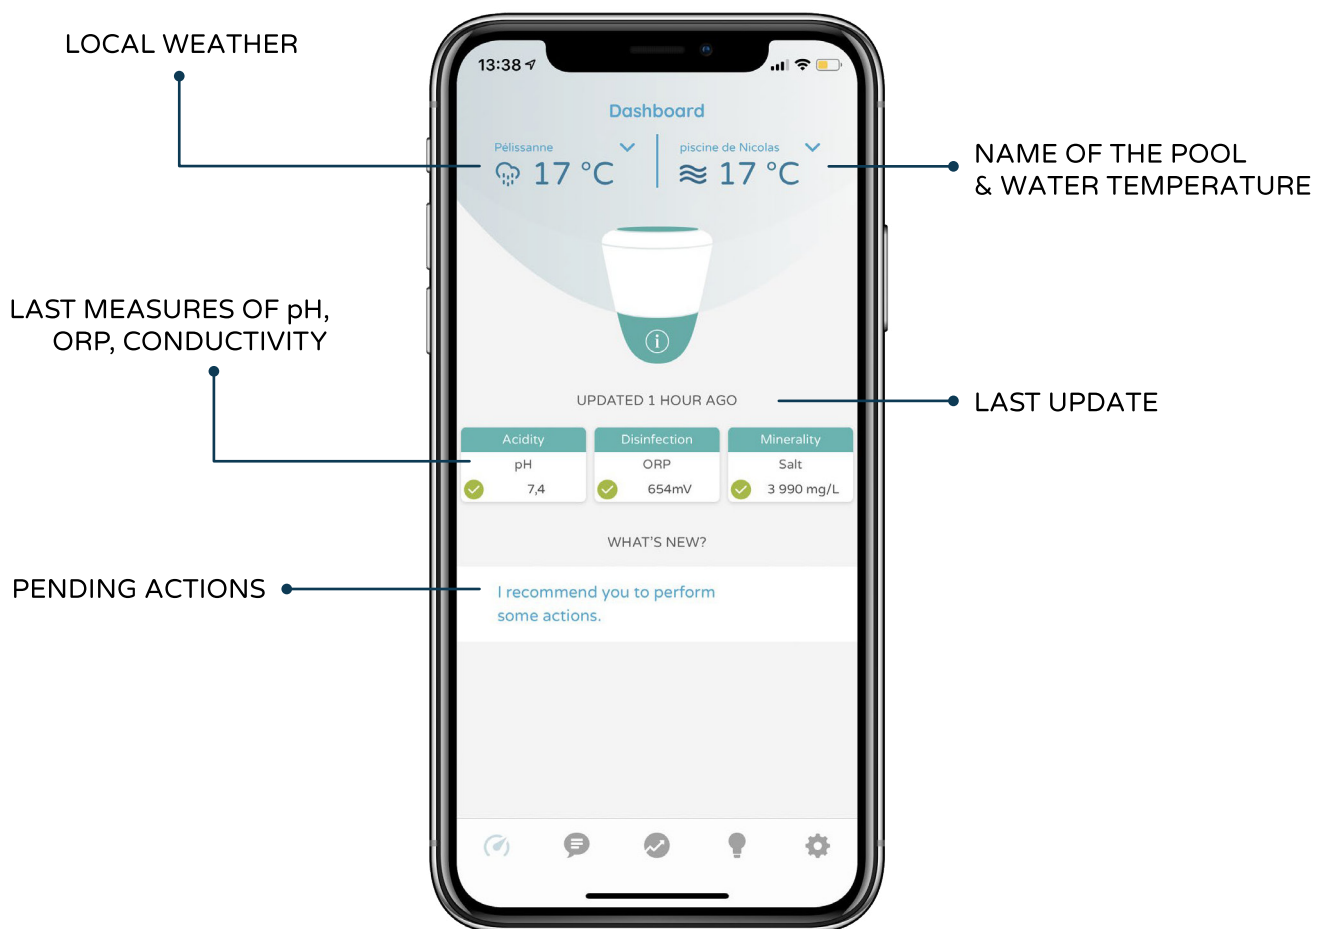 LOCAL WEATHER
13:38
Dashboard
Pélissanne
17 °C
piscine de Nicolas
17 °C
NAME OF THE POOL
& WATER TEMPERATURE
LAST MEASURES OF pH,
ORP, CONDUCTIVITY
i
UPDATED 1 HOUR AGO
LAST UPDATE
Acidity
pH
7,4
Disinfection
ORP
654mV
Minerality
Salt
3 990 mg/L
WHAT'S NEW?
PENDING ACTIONS
I recommend you to perform
some actions.